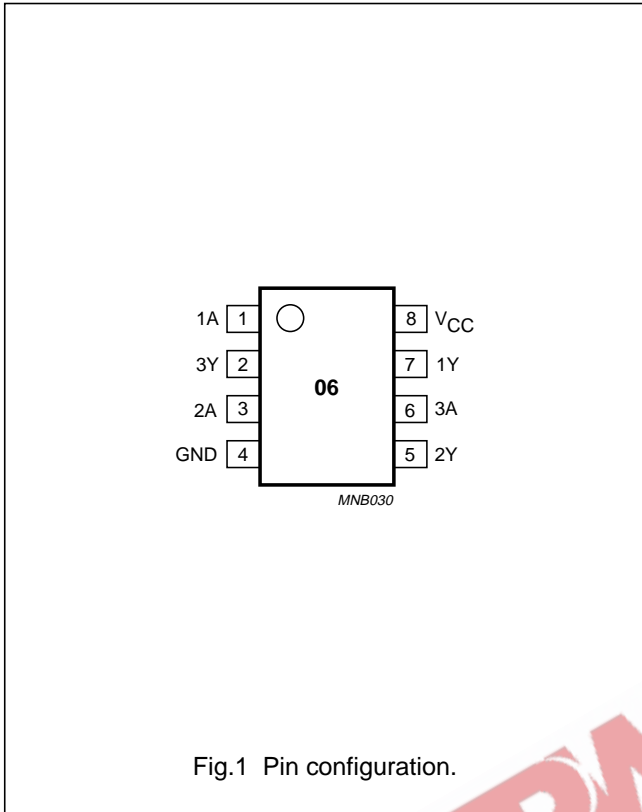 1A 1 8 VCC
3Y 2 7 1Y
06
2A 3 6 3A
GND 4 5 2Y
MNB030
Fig.1 Pin configuration.